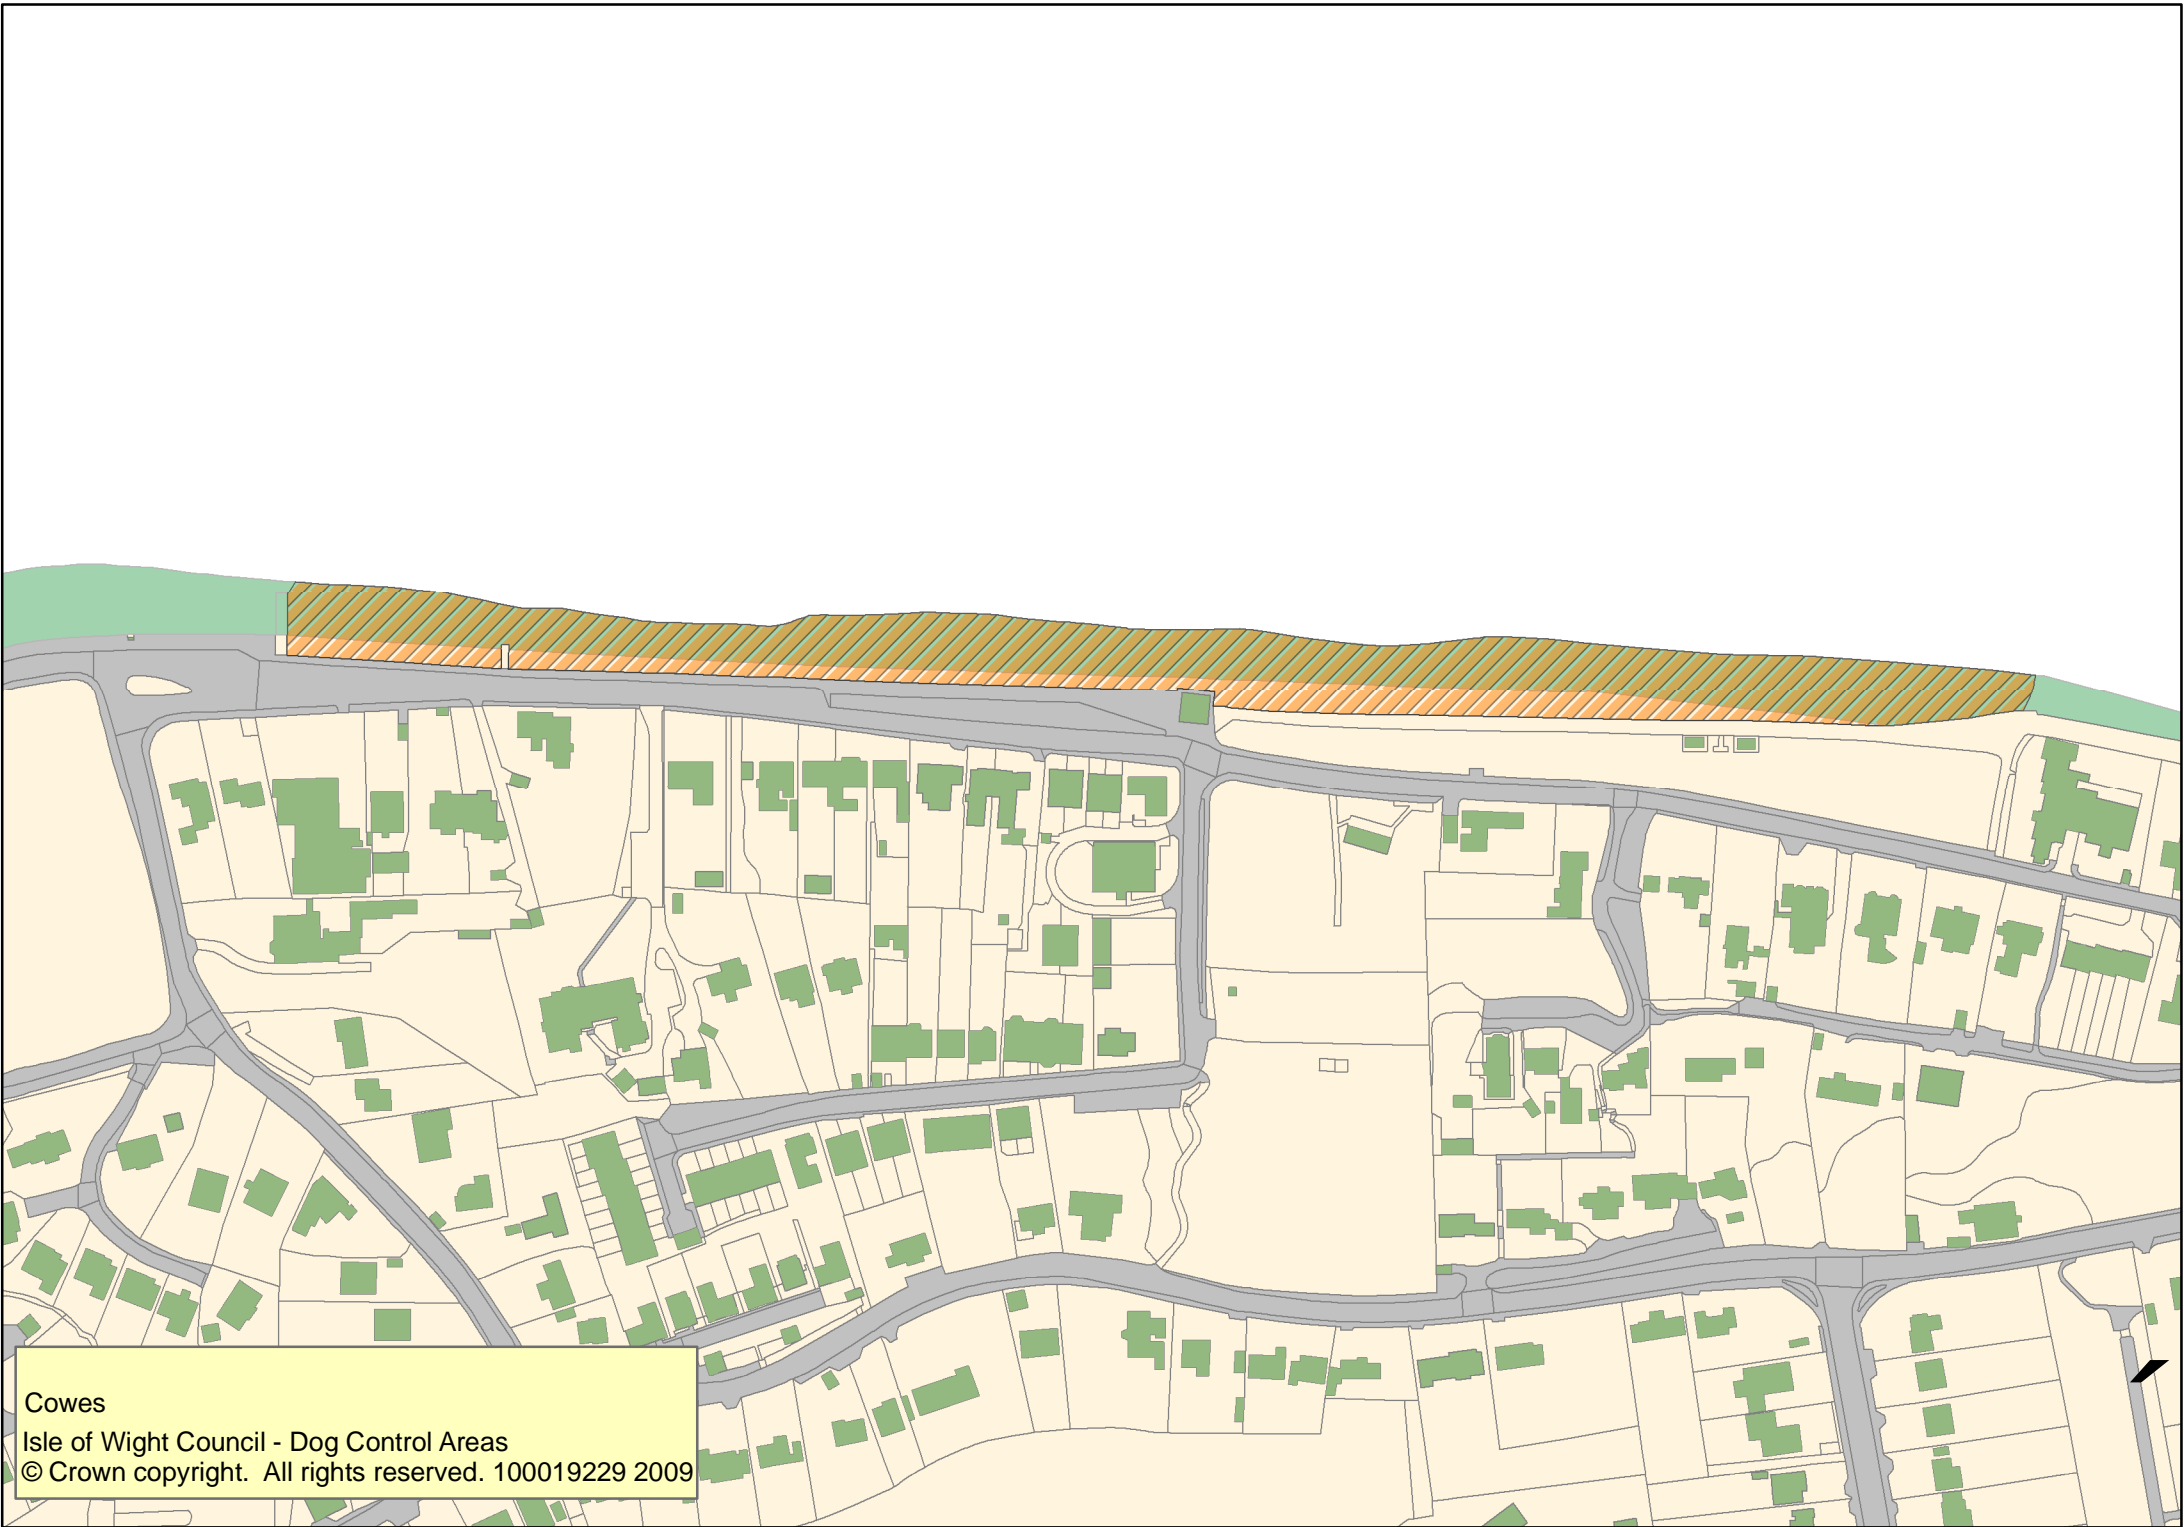 Cowes
Isle of Wight Council - Dog Control Areas
© Crown copyright.  All rights reserved. 100019229 2009